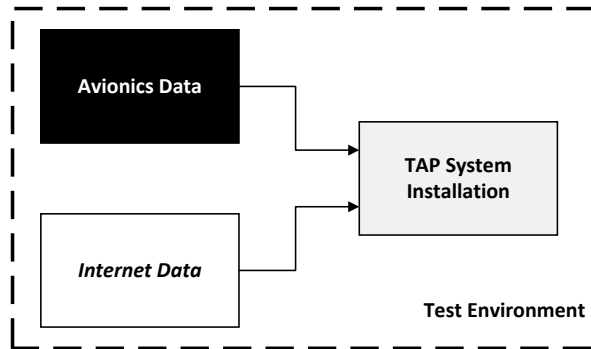 Avionics Data
TAP System
Installation
Internet Data
Test Environment